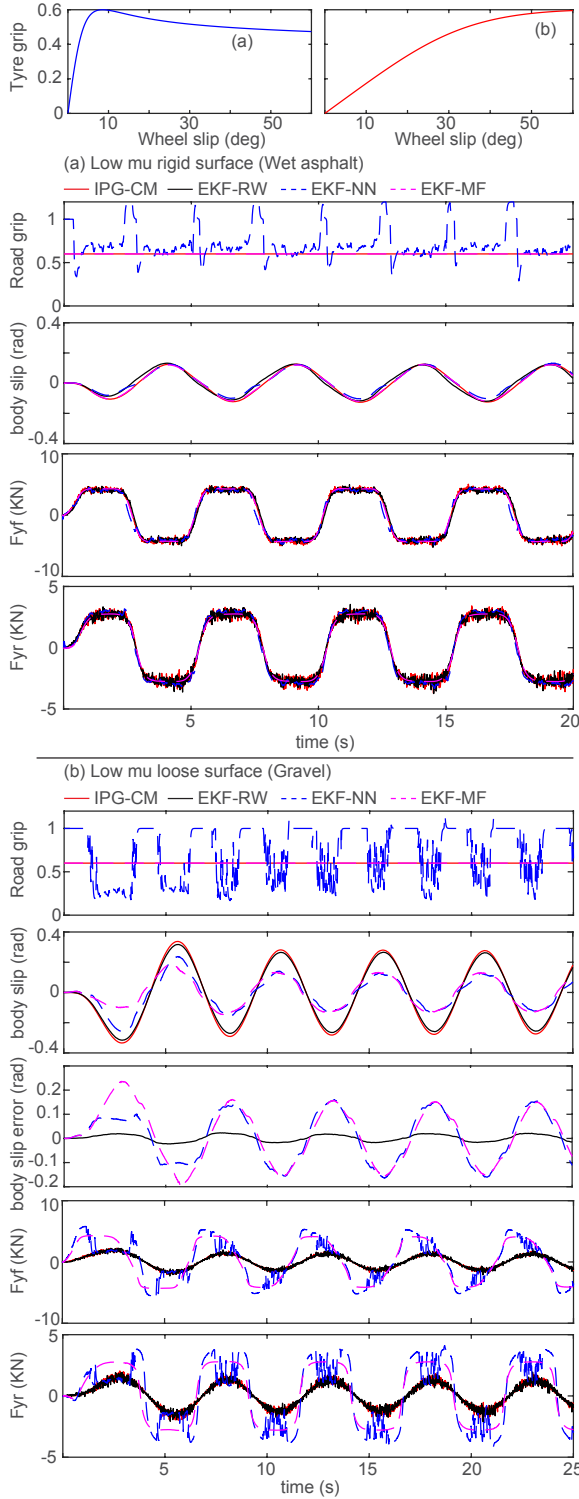 0.6
0.4
0.2
0
Tyre grip
(a)
(b)
10 30 50
10 30 50
Wheel slip (deg)
Wheel slip (deg)
(a) Low mu rigid surface (Wet asphalt)
IPG-CM EKF-RW EKF-NN EKF-MF
Road grip
1
0.5
0
body slip (rad)
0.4
0
-0.4
Fyf (KN)
10
0
-10
Fyr (KN)
5
0
-5
5 10 15 20
time (s)
(b) Low mu loose surface (Gravel)
IPG-CM EKF-RW EKF-NN EKF-MF
Road grip
1
0.5
0
body slip (rad)
0.4
0
-0.4
body slip error (rad)
0.2
0.1
0
-0.1
-0.2
Fyf (KN)
10
0
-10
Fyr (KN)
5
0
-5
5 10 15 20 25
time (s)